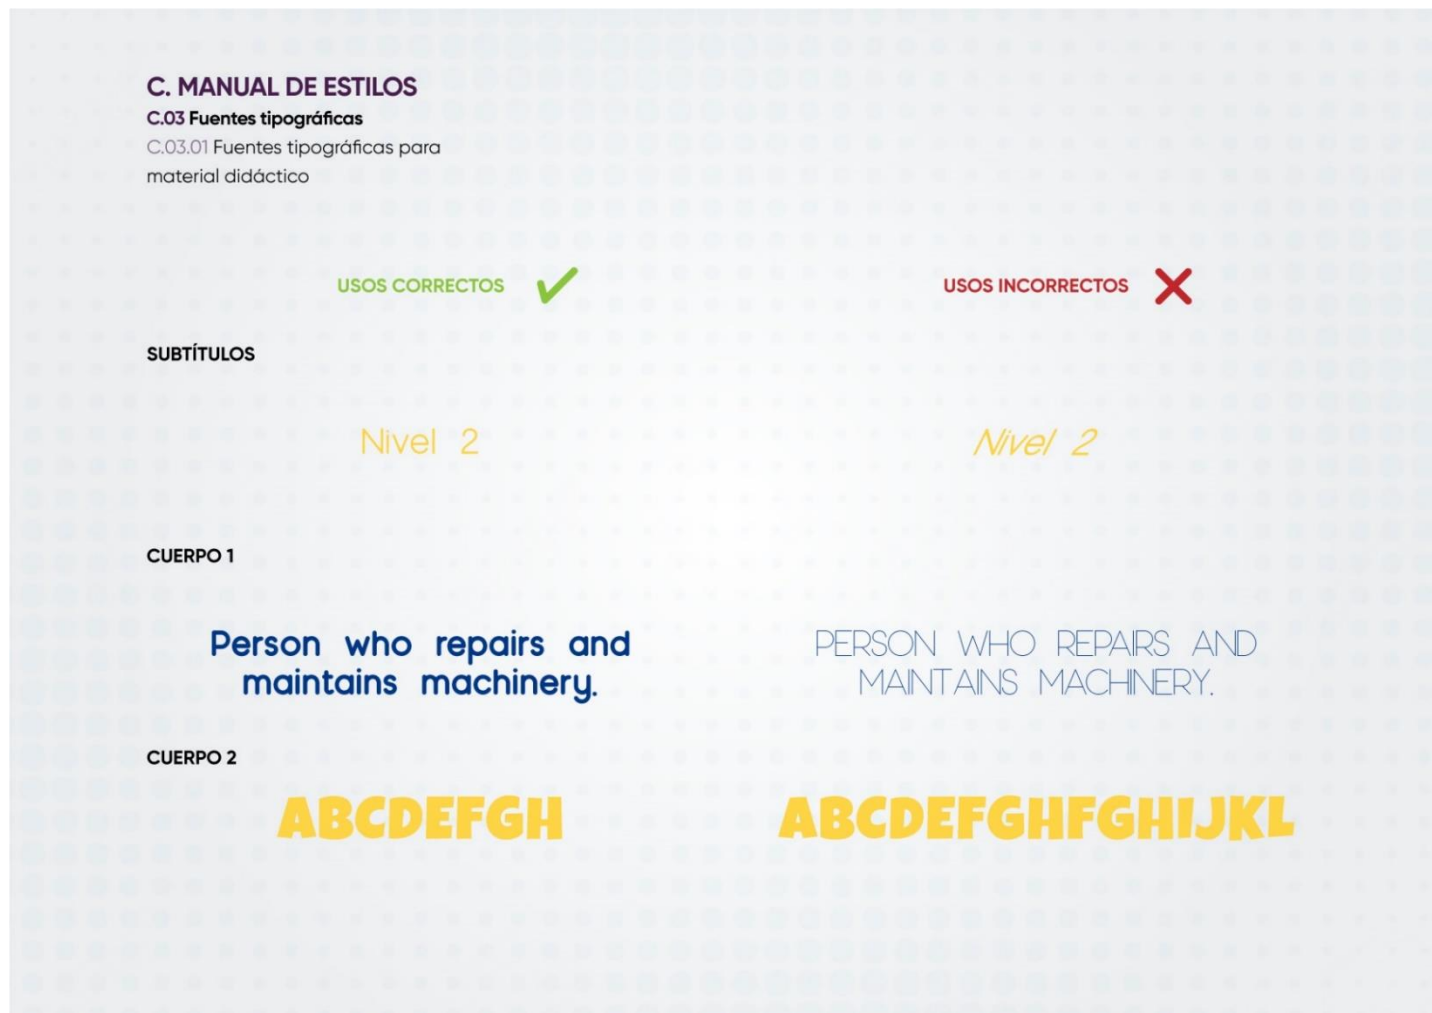 C. MANUAL DE ESTILOS
C.03 Fuentes tipográficas
C.03.01 Fuentes tipográficas para
material didáctico
USOS CORRECTOS
USOS INCORRECTOS
SUBTÍTULOS
Nivel 2
Nivel 2
CUERPO 1
Person who repairs and
maintains machinery.
PERSON WHO REPAIRS AND
MAINTAINS MACHINERY.
CUERPO 2
ABCDEFGH
ABCDEFGHFGHIJKL